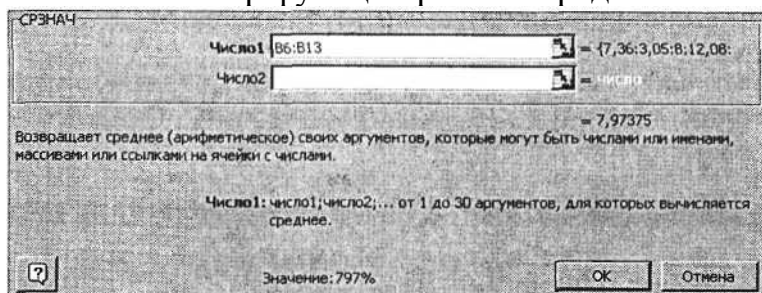 СРЗНАЧ
Число1 B6:B13 = {7,36:3,05:8:12,08:
Число2 = число
= 7,97375
Возвращает среднее (арифметическое) своих аргументов, которые могут быть числами или именами,
массивами или ссылками на ячейки с числами.
Число1: число1;число2;... от 1 до 30 аргументов, для которых вычисляется
среднее.
? Значение:797% ОК Отмена